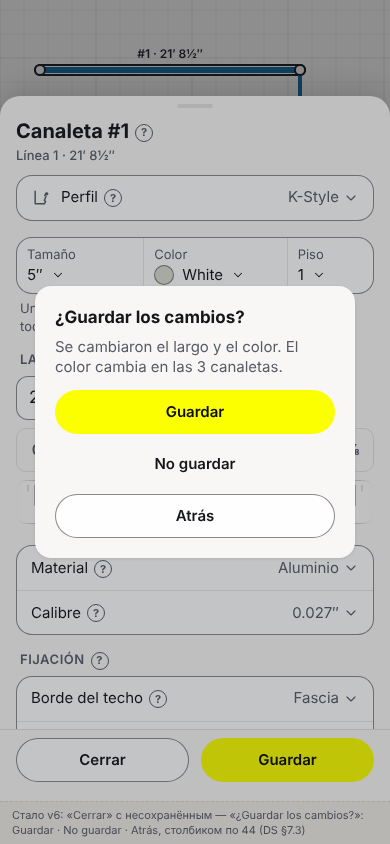 #1 · 21′ 8½″
Canaleta #1 ?
Línea 1 · 21′ 8½″
Perfil ? K-Style
Tamaño Color Piso
5″ White 1
¿Guardar los cambios?
Se cambiaron el largo y el color. El
color cambia en las 3 canaletas.
Guardar
No guardar
Atrás
Material ? Aluminio
Calibre ? 0.027″
FIJACIÓN ?
Borde del techo ? Fascia
Cerrar Guardar
Стало v6: «Cerrar» с несохранённым — «¿Guardar los cambios?»:
Guardar · No guardar · Atrás, столбиком по 44 (DS §7.3)